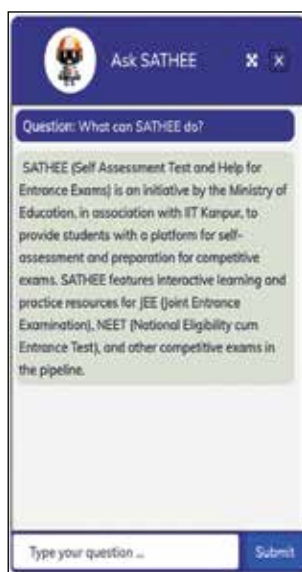 Ask SATHEE
X
Question: What can SATHEE do?
SATHEE (Self Assessment Test and Help for
Entrance Exams) is an initiative by the Ministry of
Education, in association with IIT Kanpur, to
provide students with a platform for self-
assessment and preparation for competitive
exams. SATHEE features interactive learning and
practice resources for JEE (Joint Entrance
Examination), NEET (National Eligibility cum
Entrance Test), and other competitive exams in
the pipeline.
Type your question ...
Submit